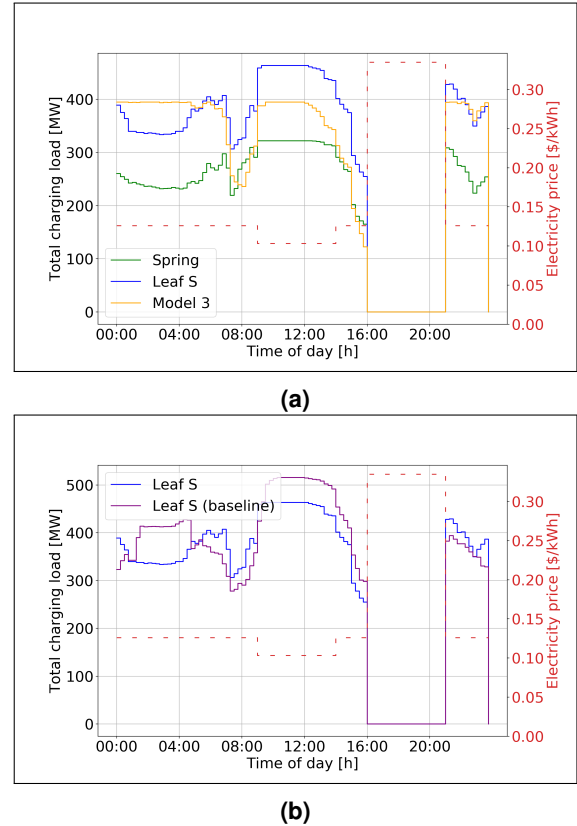 Total charging load [MW]
400
300
200
100
0
Spring
Leaf S
Model 3
0.30
0.25
0.20
0.15
0.10
0.05
0.00
Electricity price [$/kWh]
00:00 04:00 08:00 12:00 16:00 20:00
Time of day [h]
(a)
Total charging load [MW]
500
400
300
200
100
0
Leaf S
Leaf S (baseline)
0.30
0.25
0.20
0.15
0.10
0.05
0.00
Electricity price [$/kWh]
00:00 04:00 08:00 12:00 16:00 20:00
Time of day [h]
(b)